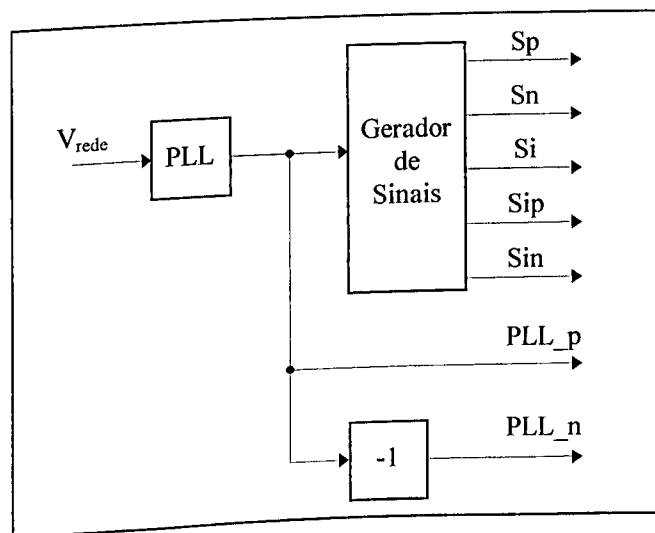 V_rede
PLL
Gerador
de
Sinais
Sp
Sn
Si
Sip
Sin
PLL_p
-1
PLL_n